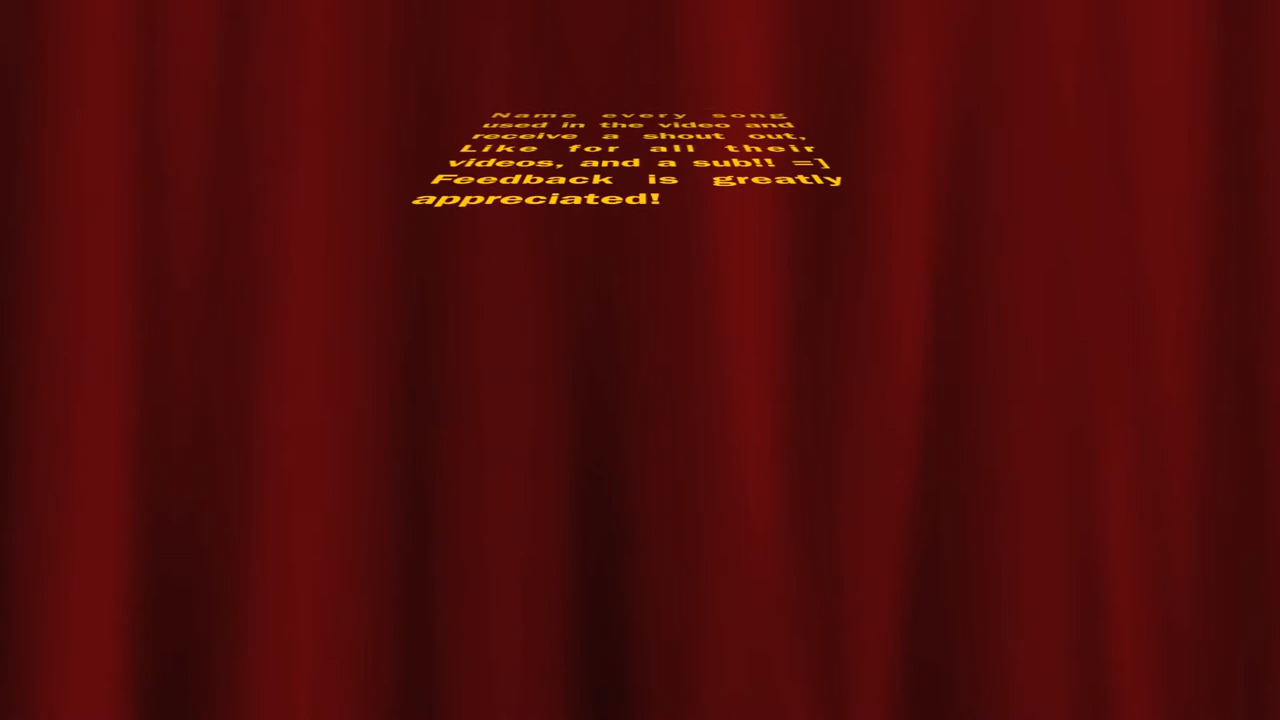 Name every song
used in the video and
receive a shout out,
Like for all their
videos, and a sub!! =]
Feedback is greatly
appreciated!